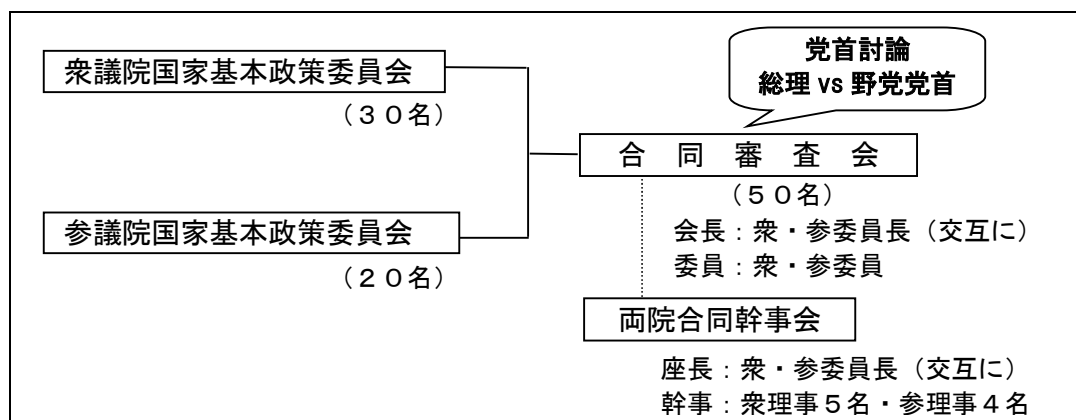 衆議院国家基本政策委員会
(30名)
参議院国家基本政策委員会
(20名)
党首討論
総理 vs 野党党首
合同審査会
(50名)
会長:衆・参委員長(交互に)
委員:衆・参委員
両院合同幹事会
座長:衆・参委員長(交互に)
幹事:衆理事5名・参理事4名